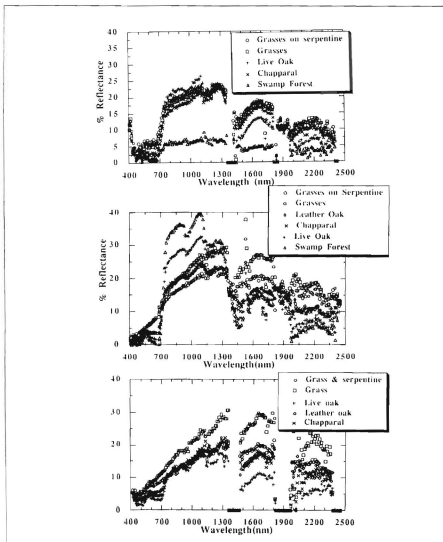 40
35
30
25
20
15
10
5
0
% Reflectance
Grasses on serpentine
Grasses
Live Oak
Chapparal
Swamp Forest
400 700 1000 1300 1600 1900 2200 2500
Wavelength (nm)
40
30
20
10
0
% Reflectance
Grasses on Serpentine
Grasses
Leather Oak
Chapparal
Live Oak
Swamp Forest
400 700 1000 1300 1600 1900 2200 2500
Wavelength(nm)
40
30
20
10
0
% Reflectance
Grass & serpentine
Grass
Live oak
Leather oak
Chapparal
400 700 1000 1300 1600 1900 2200 2500
Wavelength(nm)